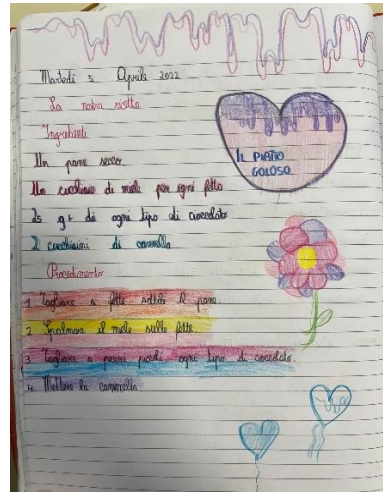 Martedì 5 Aprile 2022
La nostra ricetta
Ingredienti
Un pane secco
Un cucchiaio di miele per ogni fetta
IL PIATTO
GOLOSO
25 gr di ogni tipo di cioccolato
2 cucchiaini di cannella
Procedimento
1 Tagliare a fette sottili il pane
2 Spalmare il miele sulle fette
3 Tagliare a pezzi piccoli ogni tipo di cioccolato
4 Mettere la cannella